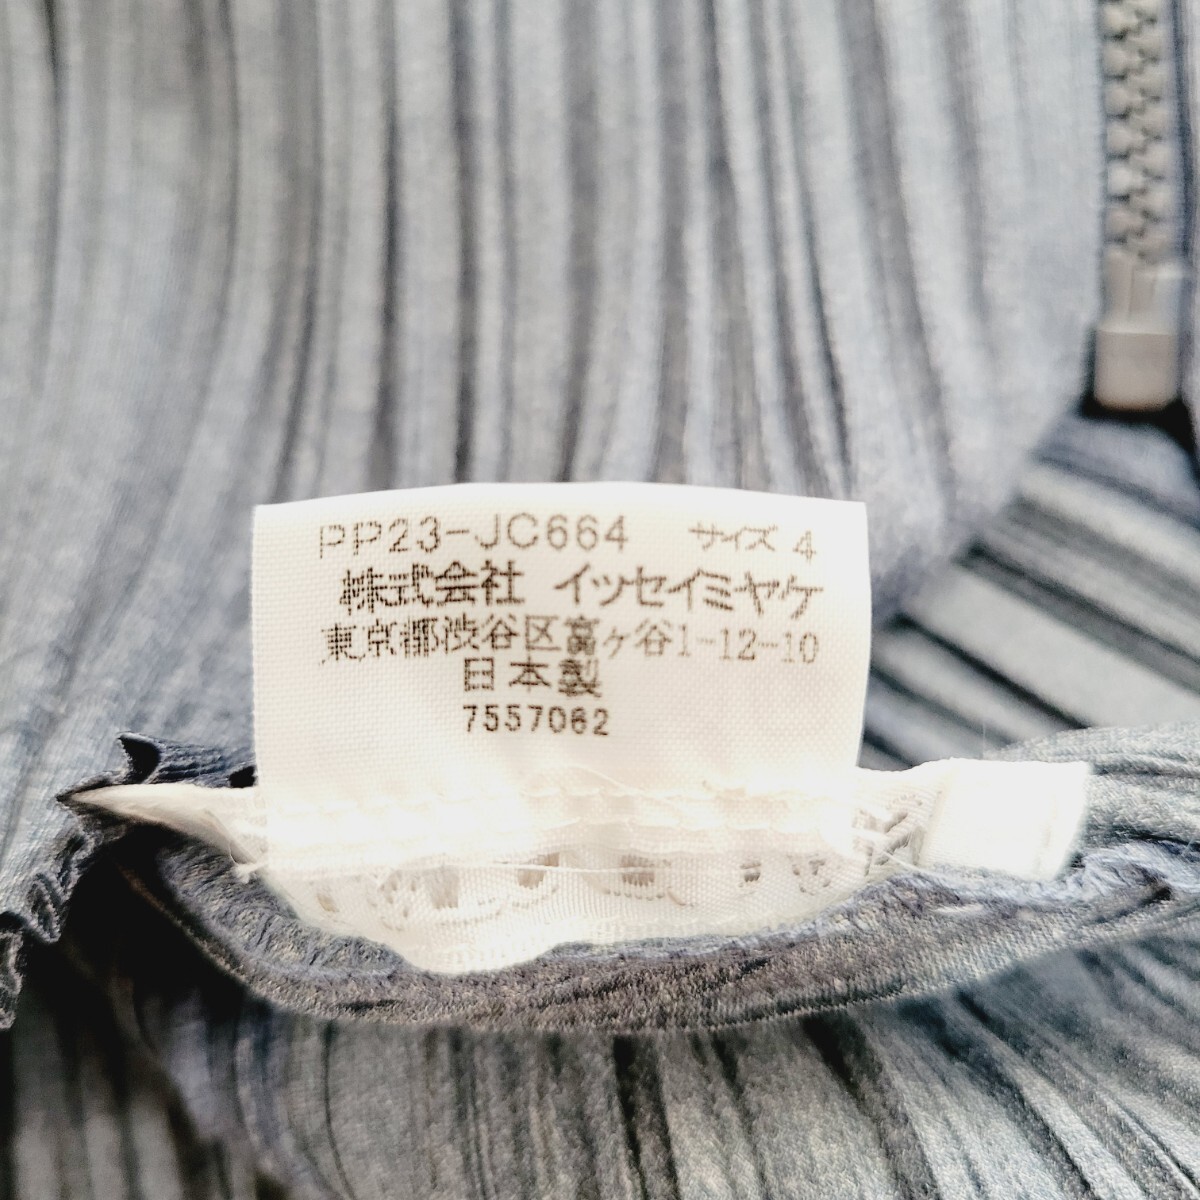 PP23-JC664 サイズ 4
株式会社 イッセイミヤケ
東京都渋谷区富ヶ谷1-12-10
日本製
7557062